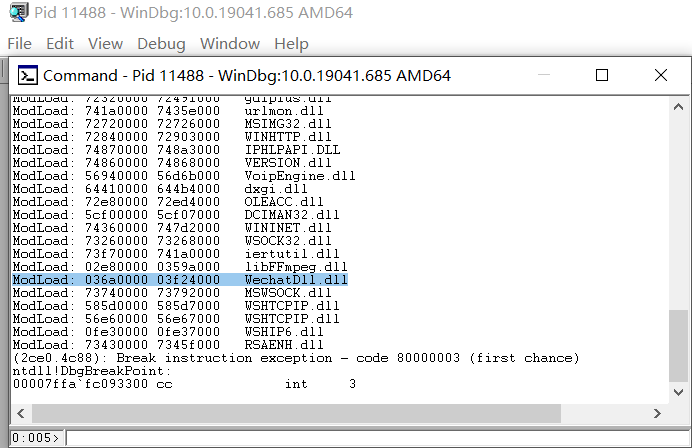 Pid 11488 - WinDbg:10.0.19041.685 AMD64
File Edit View Debug Window Help
Command - Pid 11488 - WinDbg:10.0.19041.685 AMD64
ModLoad: 72320000 72491000 gdiplus.dll
ModLoad: 741a0000 7435e000 urlmon.dll
ModLoad: 72720000 72726000 MSIMG32.dll
ModLoad: 72840000 72903000 WINHTTP.dll
ModLoad: 74870000 748a3000 IPHLPAPI.DLL
ModLoad: 74860000 74868000 VERSION.dll
ModLoad: 56940000 56d6b000 VoipEngine.dll
ModLoad: 64410000 644b4000 dxgi.dll
ModLoad: 72e80000 72ed4000 OLEACC.dll
ModLoad: 5cf00000 5cf07000 DCIMAN32.dll
ModLoad: 74360000 747d2000 WININET.dll
ModLoad: 73260000 73268000 WSOCK32.dll
ModLoad: 73f70000 741a0000 iertutil.dll
ModLoad: 02e80000 0359a000 libFFmpeg.dll
ModLoad: 036a0000 03f24000 WechatDll.dll
ModLoad: 73740000 73792000 MSWSOCK.dll
ModLoad: 585d0000 585d7000 WSHTCPIP.dll
ModLoad: 56e60000 56e67000 WSHTCPIP.dll
ModLoad: 0fe30000 0fe37000 WSHIP6.dll
ModLoad: 73430000 7345f000 RSAENH.dll
(2ce0.4c88): Break instruction exception - code 80000003 (first chance)
ntdll!DbgBreakPoint:
00007ffa`fc093300 cc int 3
0:005>